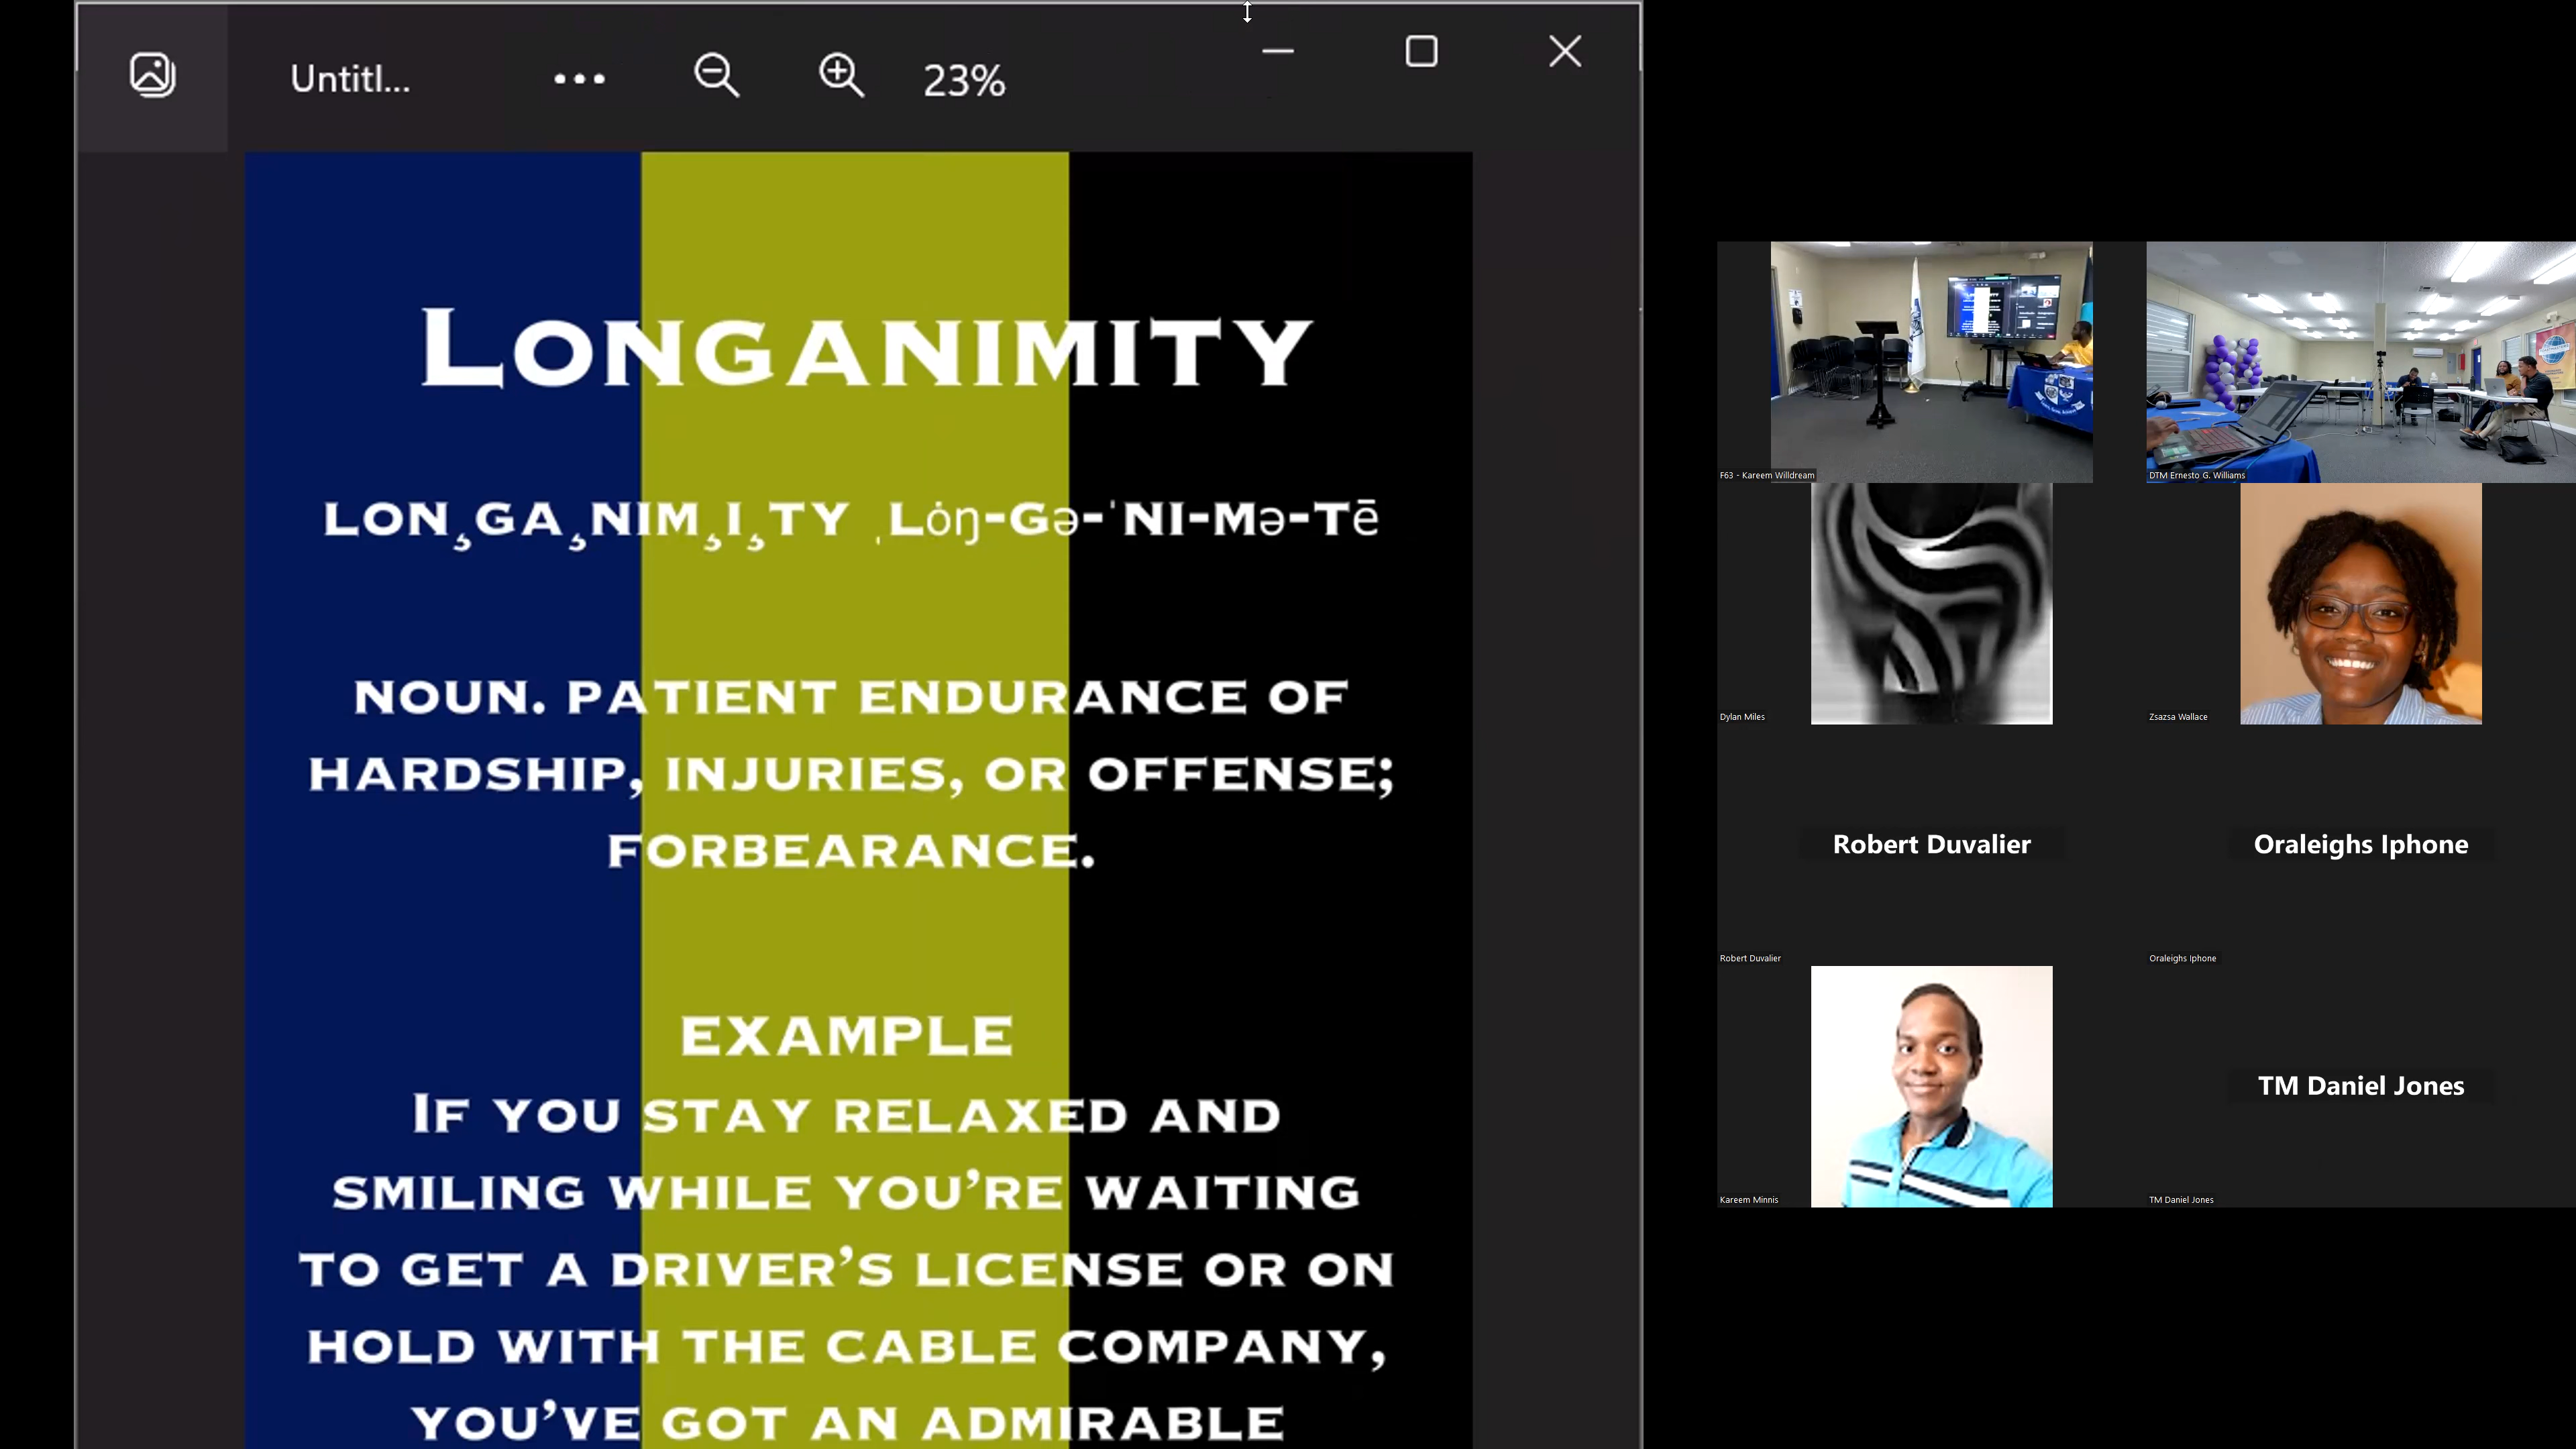 Untitl...
23%
Longanimity
LON¸GA¸NIM¸I¸TY ˌLȯŋ-Gə-ˈNI-Mə-Tē
NOUN. PATIENT ENDURANCE OF
HARDSHIP, INJURIES, OR OFFENSE;
FORBEARANCE.
EXAMPLE
If YOU STAY RELAXED AND
SMILING WHILE YOU'RE WAITING
TO GET A DRIVER'S LICENSE OR ON
HOLD WITH THE CABLE COMPANY,
YOU'VE GOT AN ADMIRABLE
F63 - Kareem Willdream
DTM Ernesto G. Williams
Dylan Miles
Zsazsa Wallace
Robert Duvalier
Oraleighs Iphone
Robert Duvalier
Oraleighs Iphone
TM Daniel Jones
Kareem Minnis
TM Daniel Jones